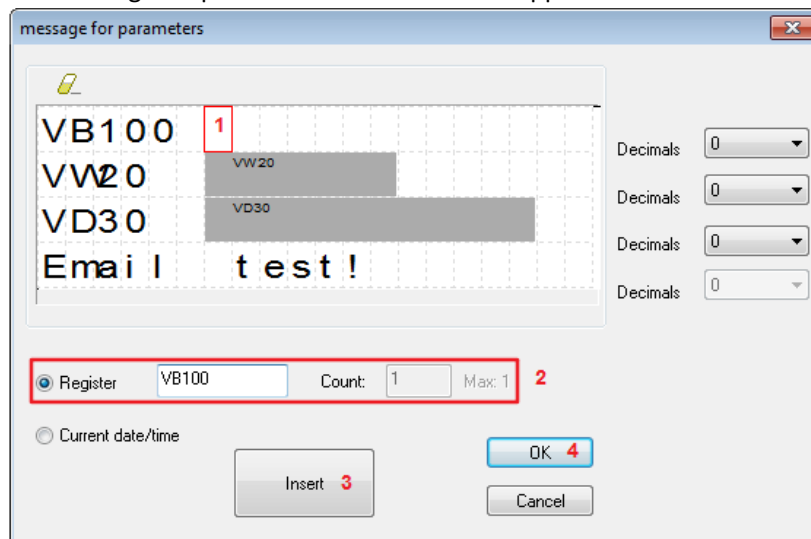 message for parameters
VB100 1
VW20 VW20
VD30 VD30
Email test!
Decimals 0
Decimals 0
Decimals 0
Decimals 0
Register VB100 Count: 1 Max: 1 2
Current date/time
Insert 3
OK 4
Cancel